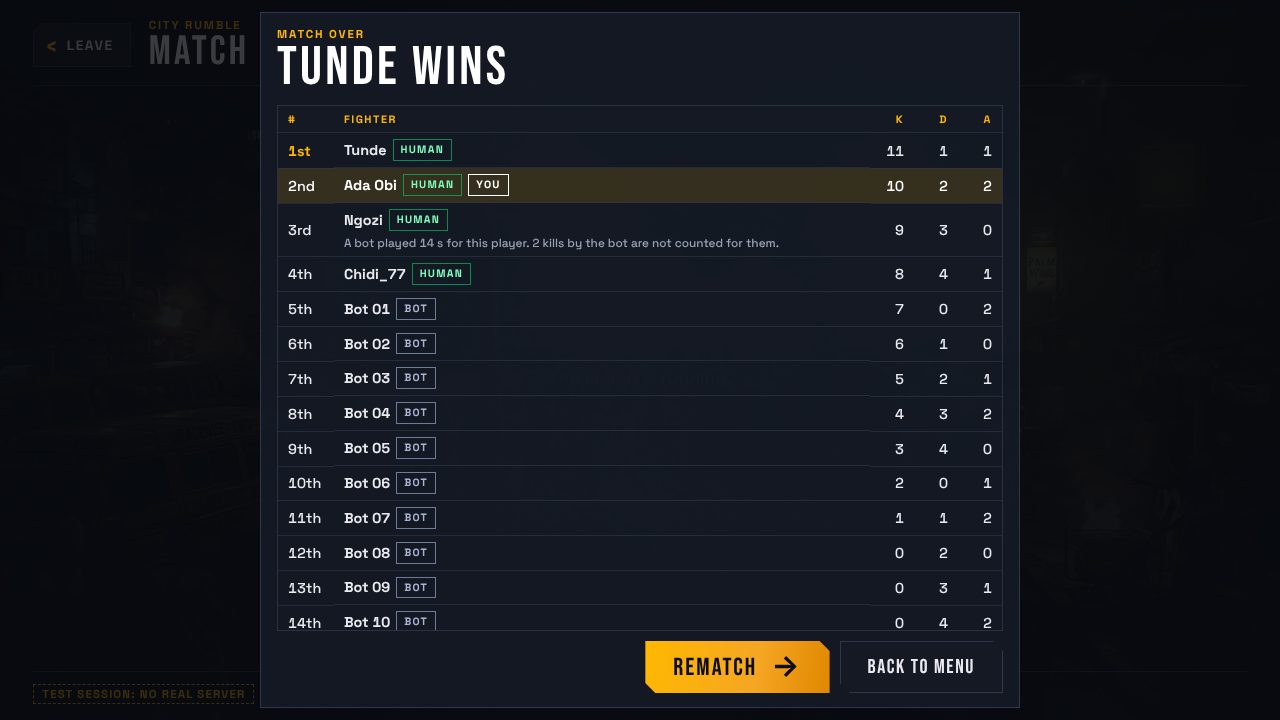 < LEAVE
CITY RUMBLE
MATCH
MATCH OVER
TUNDE WINS
# FIGHTER K D A
1st Tunde HUMAN 11 1 1
2nd Ada Obi HUMAN YOU 10 2 2
3rd Ngozi HUMAN 9 3 0
A bot played 14 s for this player. 2 kills by the bot are not counted for them.
4th Chidi_77 HUMAN 8 4 1
5th Bot 01 BOT 7 0 2
6th Bot 02 BOT 6 1 0
7th Bot 03 BOT 5 2 1
8th Bot 04 BOT 4 3 2
9th Bot 05 BOT 3 4 0
10th Bot 06 BOT 2 0 1
11th Bot 07 BOT 1 1 2
12th Bot 08 BOT 0 2 0
13th Bot 09 BOT 0 3 1
14th Bot 10 BOT 0 4 2
REMATCH →
BACK TO MENU
TEST SESSION: NO REAL SERVER